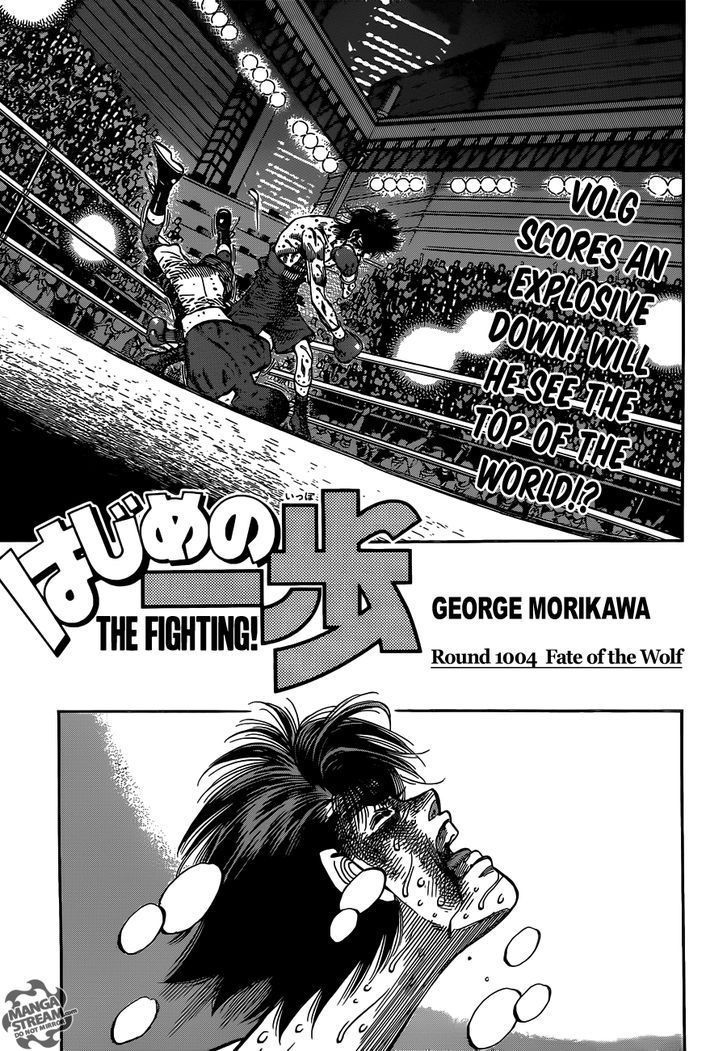 VOLG
SCORES AN
EXPLOSIVE
DOWN! WILL
HE SEE THE
TOP OF THE
WORLD!?
いっぽ
はじめの一歩
THE FIGHTING!
GEORGE MORIKAWA
Round 1004 Fate of the Wolf
MANGA
STREAM.com
DO NOT MIRROR